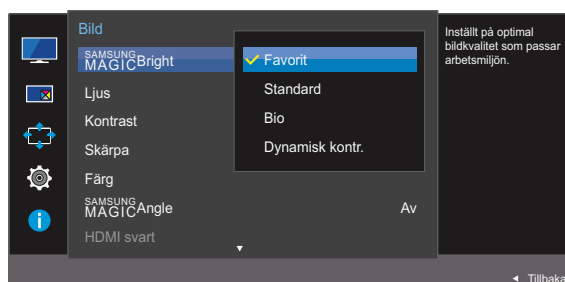 Bild
SAMSUNG
MAGICBright
Ljus
Kontrast
Skärpa
Färg
SAMSUNG
MAGICAngle Av
HDMI svart
Favorit
Standard
Bio
Dynamisk kontr.
Inställt på optimal
bildkvalitet som passar
arbetsmiljön.
Tillbaka